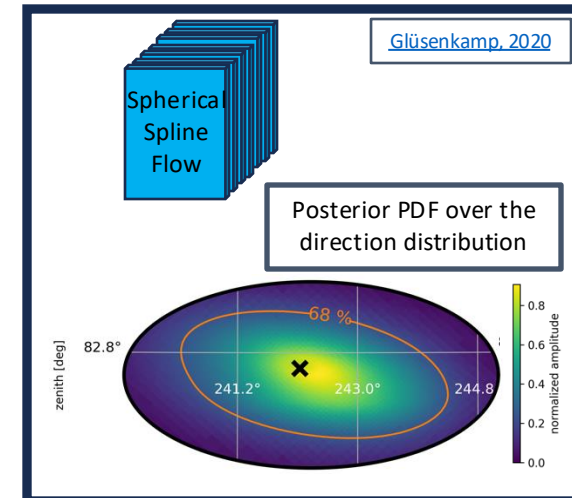 Glüsenkamp, 2020
Spherical
Spline
Flow
Posterior PDF over the
direction distribution
68 %
0.8
0.6
0.4
0.2
0.0
normalized amplitude
zenith [deg]
82.8°
241.2°
243.0°
244.8